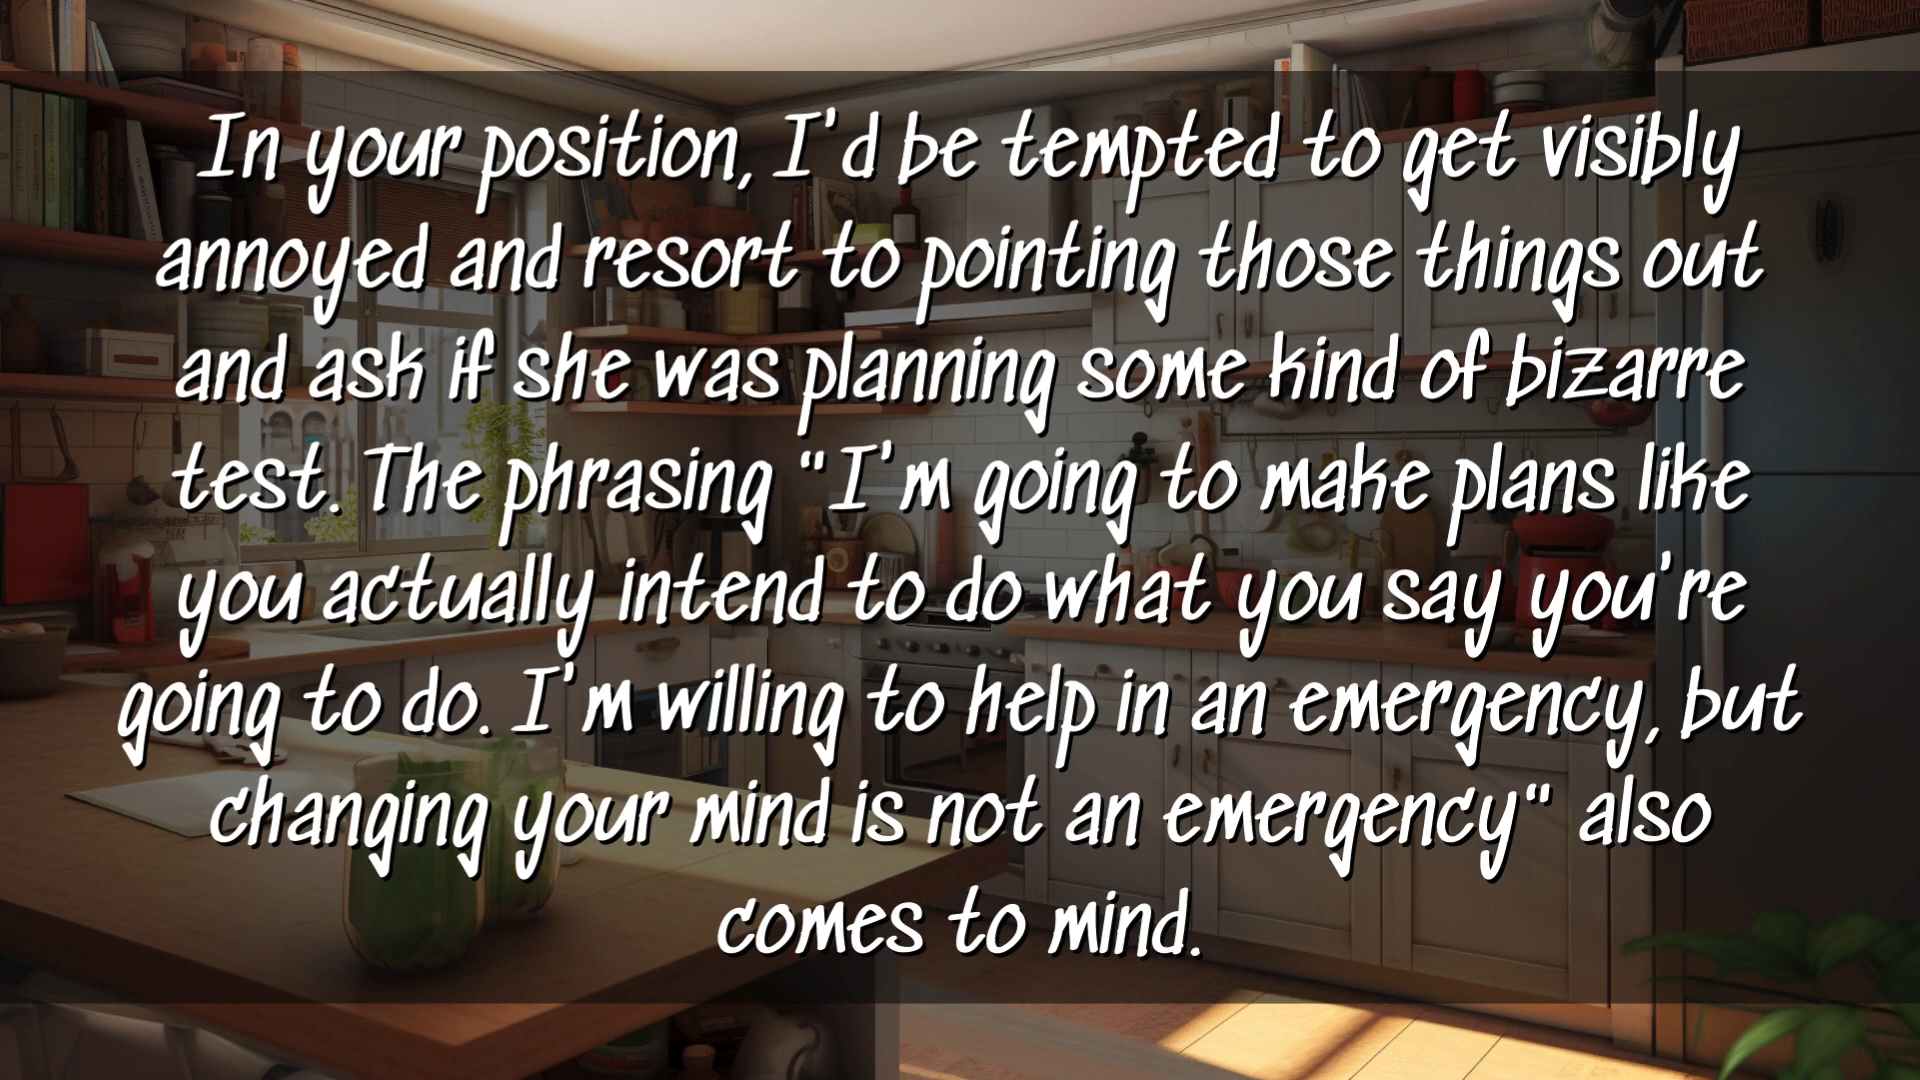 In your position, I'd be tempted to get visibly
annoyed and resort to pointing those things out
and ask if she was planning some kind of bizarre
test. The phrasing "I'm going to make plans like
you actually intend to do what you say you're
going to do. I'm willing to help in an emergency, but
changing your mind is not an emergency" also
comes to mind.